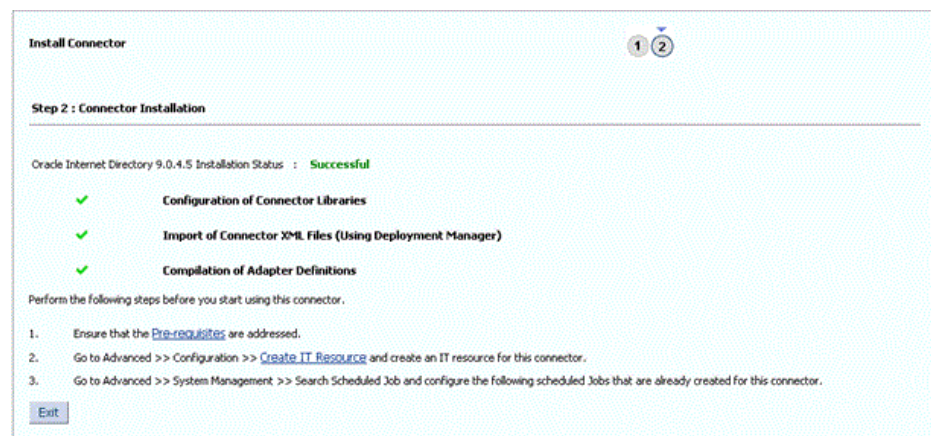 Install Connector
1 2
Step 2 : Connector Installation
Oracle Internet Directory 9.0.4.5 Installation Status : Successful
Configuration of Connector Libraries
Import of Connector XML Files (Using Deployment Manager)
Compilation of Adapter Definitions
Perform the following steps before you start using this connector.
1. Ensure that the Pre-requisites are addressed.
2. Go to Advanced >> Configuration >> Create IT Resource and create an IT resource for this connector.
3. Go to Advanced >> System Management >> Search Scheduled Job and configure the following scheduled Jobs that are already created for this connector.
Exit